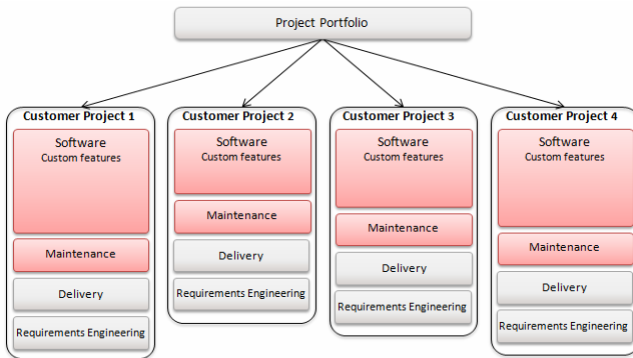 Project Portfolio
Customer Project 1
Software
Custom features
Maintenance
Delivery
Requirements Engineering
Customer Project 2
Software
Custom features
Maintenance
Delivery
Requirements Engineering
Customer Project 3
Software
Custom features
Maintenance
Delivery
Requirements Engineering
Customer Project 4
Software
Custom features
Maintenance
Delivery
Requirements Engineering